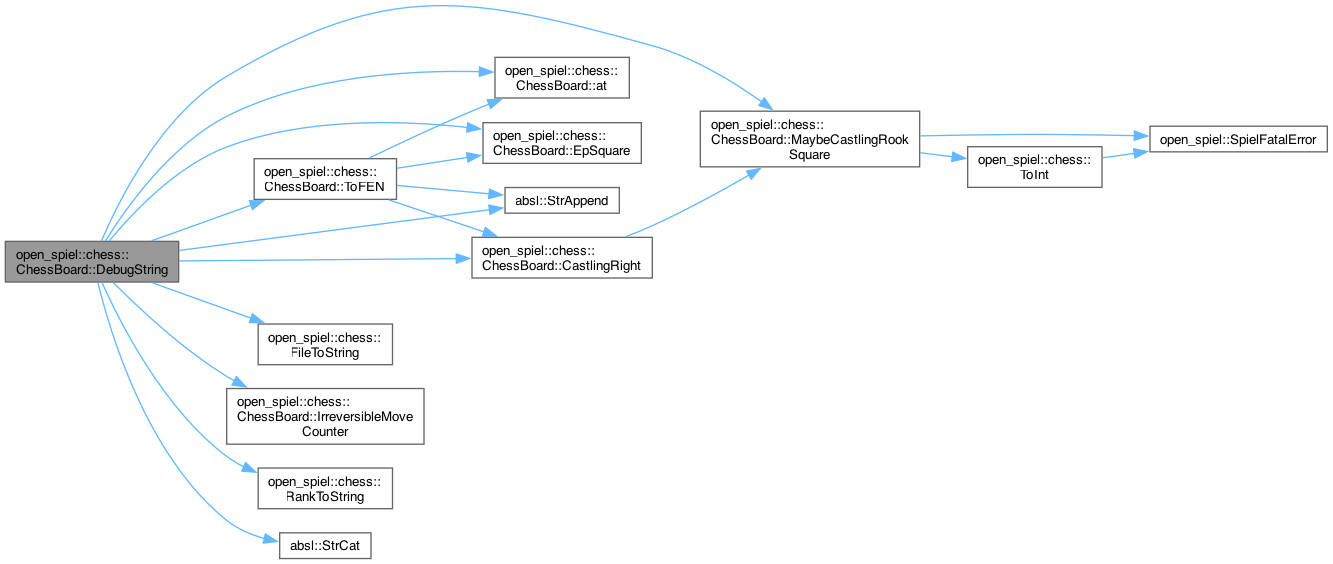 open_spiel::chess::
ChessBoard::DebugString
open_spiel::chess::
ChessBoard::ToFEN
open_spiel::chess::
ChessBoard::at
open_spiel::chess::
ChessBoard::EpSquare
absl::StrAppend
open_spiel::chess::
ChessBoard::CastlingRight
open_spiel::chess::
ChessBoard::MaybeCastlingRook
Square
open_spiel::chess::
ToInt
open_spiel::SpielFatalError
open_spiel::chess::
FileToString
open_spiel::chess::
ChessBoard::IrreversibleMove
Counter
open_spiel::chess::
RankToString
absl::StrCat